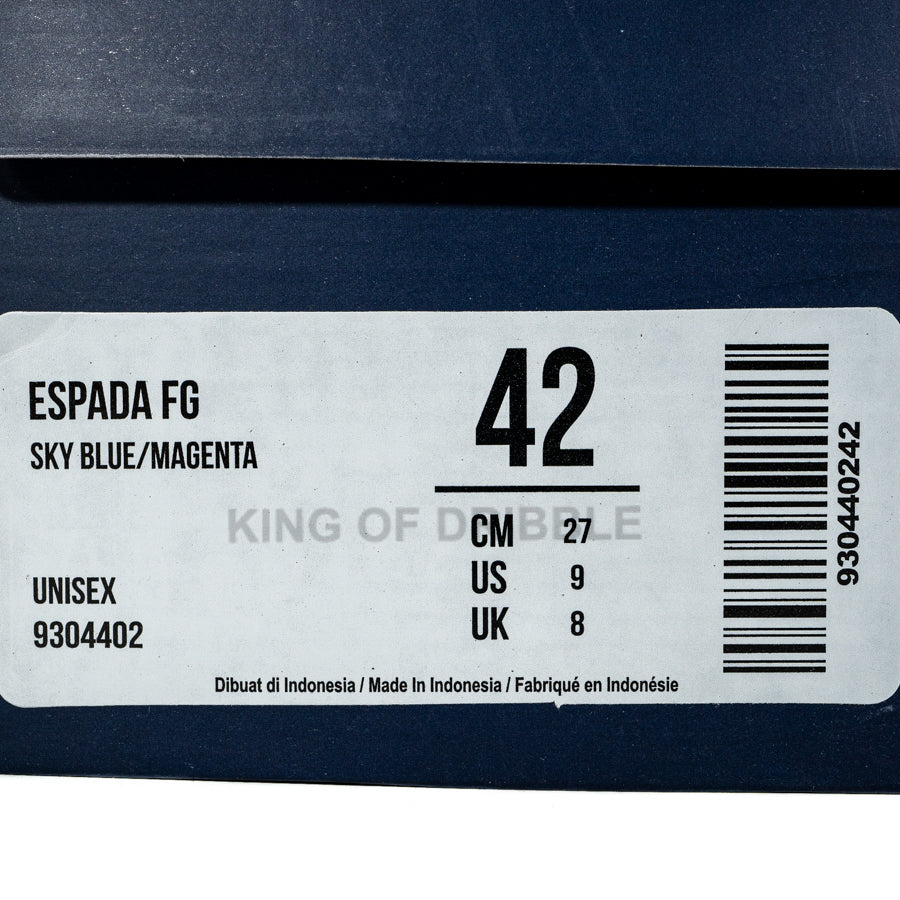 ESPADA FG
SKY BLUE/MAGENTA
UNISEX
9304402
42
CM 27
US 9
UK 8
KING OF DRIBBLE
930440242
Dibuat di Indonesia / Made In Indonesia / Fabriqué en Indonésie